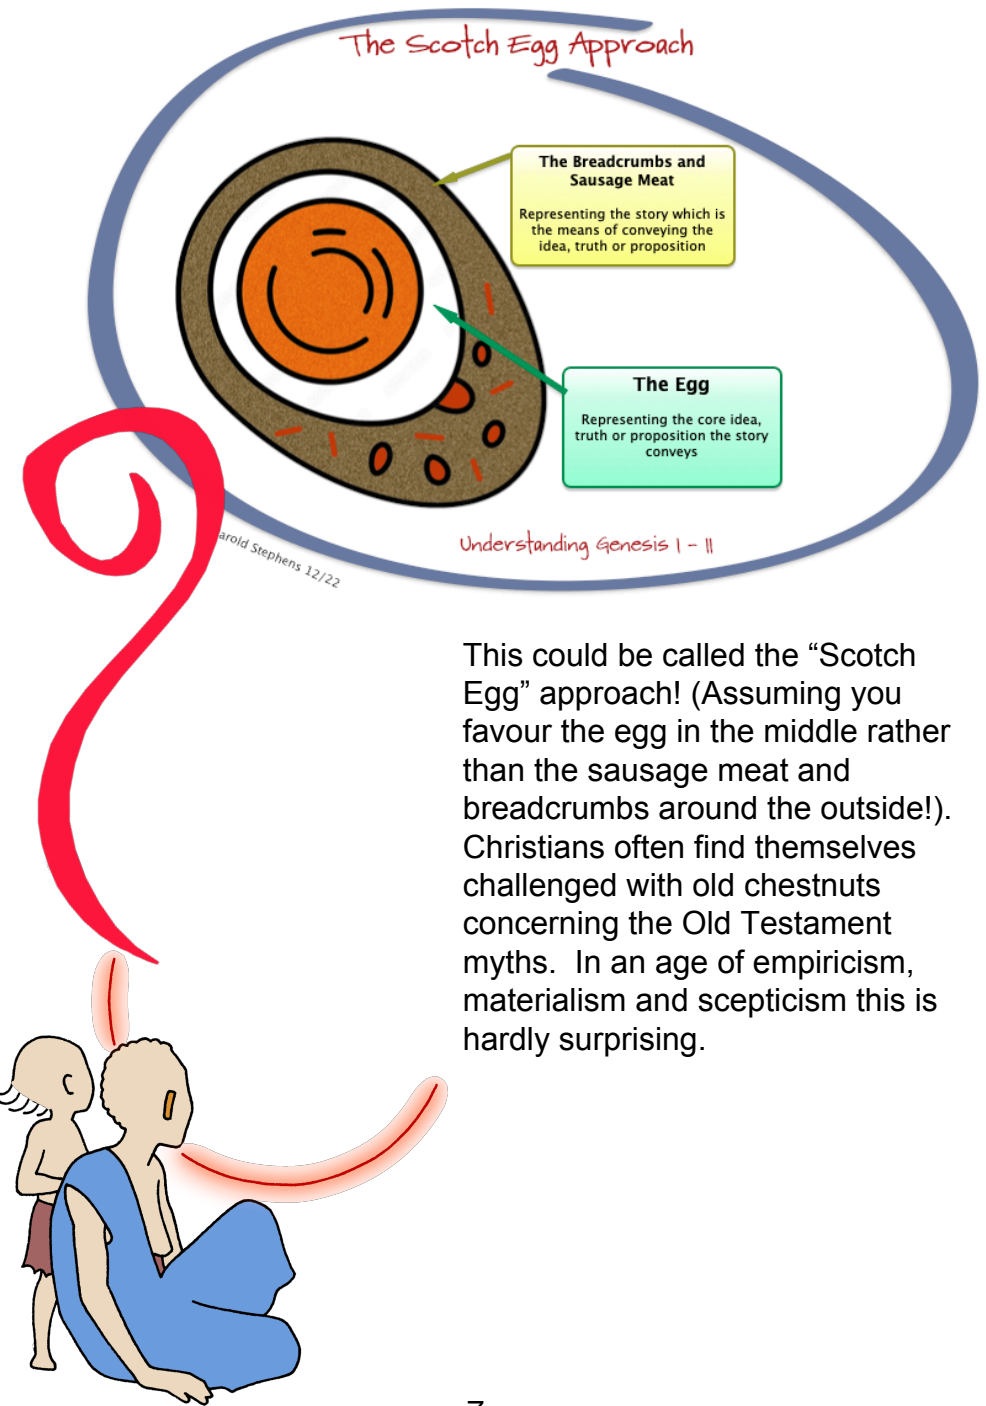 The Scotch Egg Approach
The Breadcrumbs and
Sausage Meat
Representing the story which is
the means of conveying the
idea, truth or proposition
The Egg
Representing the core idea,
truth or proposition the story
conveys
Understanding Genesis 1 - 11
arold Stephens 12/22
This could be called the “Scotch
Egg” approach! (Assuming you
favour the egg in the middle rather
than the sausage meat and
breadcrumbs around the outside!).
Christians often find themselves
challenged with old chestnuts
concerning the Old Testament
myths.  In an age of empiricism,
materialism and scepticism this is
hardly surprising.